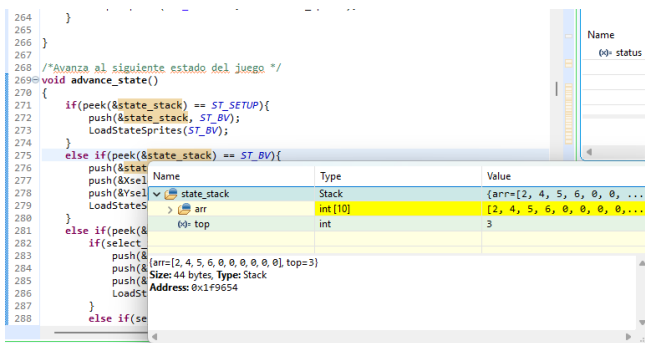 264 }
265
266 }
267
268 /*Avanza al siguiente estado del juego */
269 void advance_state()
270 {
271 if(peek(&state_stack) == ST_SETUP){
272 push(&state_stack, ST_BV);
273 LoadStateSprites(ST_BV);
274 }
275 else if(peek(&state_stack) == ST_BV){
276 push(&stat
277 push(&Xsel
278 push(&Ysel
279 LoadStateS
280 }
281 else if(peek(&
282 if(select_
283 push(&
284 push(&
285 push(&
286 LoadSt
287 }
288 else if(se
Name
(x)= status
Name Type Value
state_stack Stack {arr=[2, 4, 5, 6, 0, 0, ...
arr int [10] [2, 4, 5, 6, 0, 0, 0, 0,...
(x)= top int 3
{arr=[2, 4, 5, 6, 0, 0, 0, 0, 0, 0], top=3}
Size: 44 bytes, Type: Stack
Address: 0x1f9654